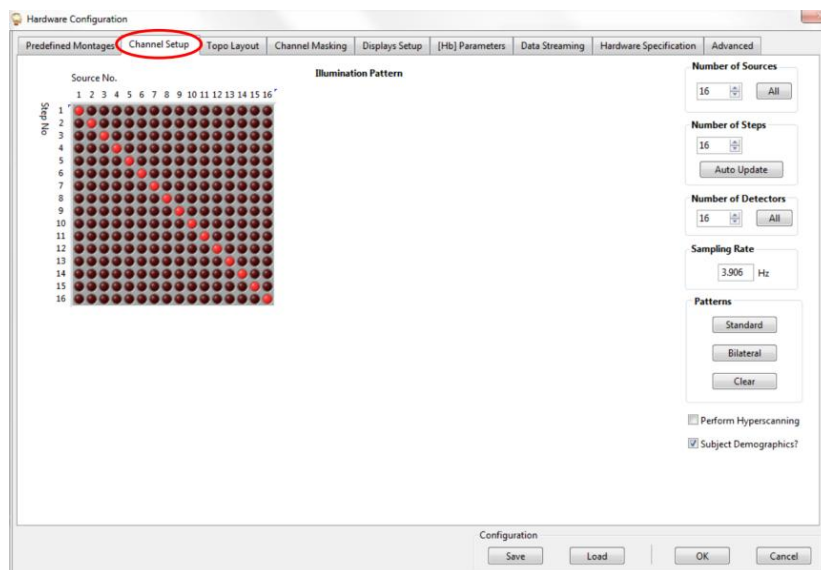 Hardware Configuration
Predefined Montages Channel Setup Topo Layout Channel Masking Displays Setup [Hb] Parameters Data Streaming Hardware Specification Advanced
Source No.
Illumination Pattern
1 2 3 4 5 6 7 8 9 10 11 12 13 14 15 16
Step No
1
2
3
4
5
6
7
8
9
10
11
12
13
14
15
16
Number of Sources
16 All
Number of Steps
16
Auto Update
Number of Detectors
16 All
Sampling Rate
3.906 Hz
Patterns
Standard
Bilateral
Clear
Perform Hyperscanning
Subject Demographics?
Configuration
Save Load OK Cancel